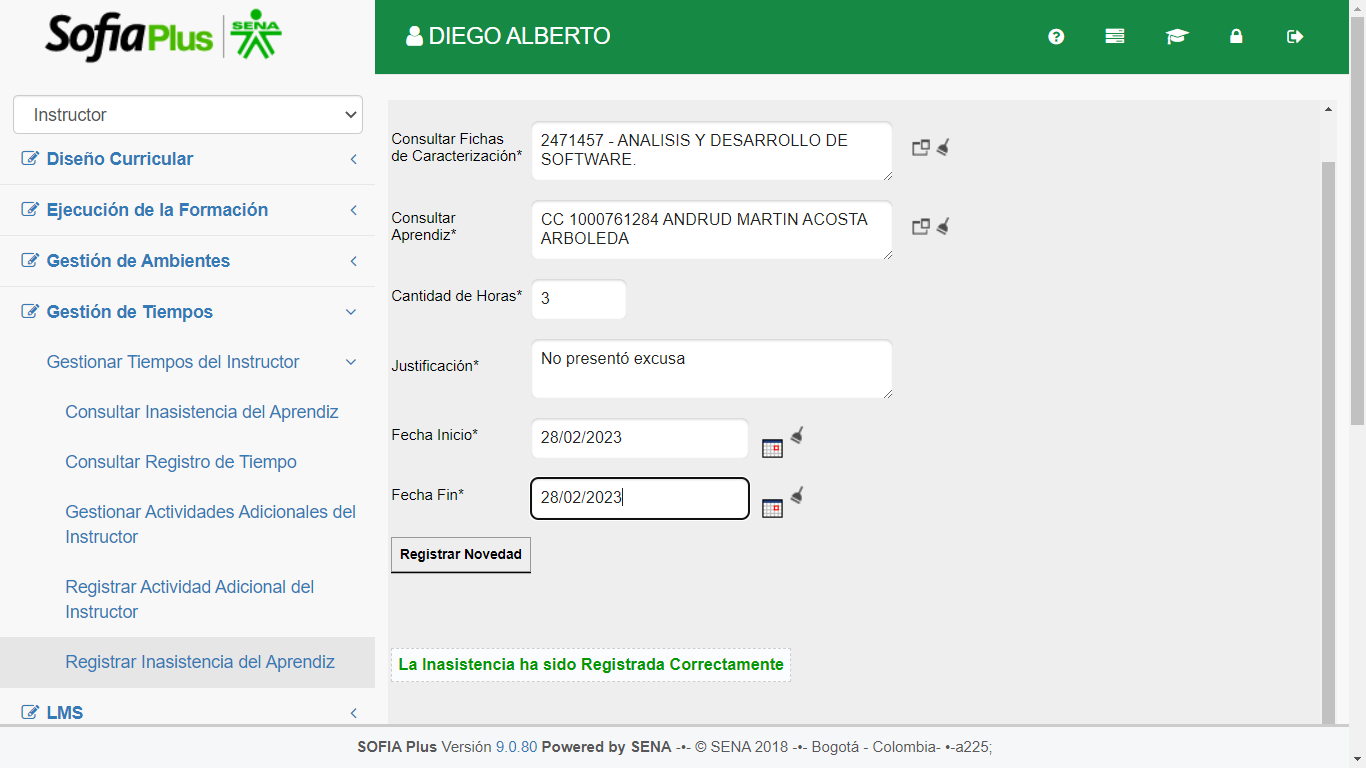 Sofia Plus SENA
DIEGO ALBERTO
Instructor
Diseño Curricular
Ejecución de la Formación
Gestión de Ambientes
Gestión de Tiempos
Gestionar Tiempos del Instructor
Consultar Inasistencia del Aprendiz
Consultar Registro de Tiempo
Gestionar Actividades Adicionales del
Instructor
Registrar Actividad Adicional del
Instructor
Registrar Inasistencia del Aprendiz
LMS
Consultar Fichas
de Caracterización*
2471457 - ANALISIS Y DESARROLLO DE
SOFTWARE.
Consultar
Aprendiz*
CC 1000761284 ANDRUD MARTIN ACOSTA
ARBOLEDA
Cantidad de Horas*
3
Justificación*
No presentó excusa
Fecha Inicio*
28/02/2023
Fecha Fin*
28/02/2023
Registrar Novedad
La Inasistencia ha sido Registrada Correctamente
SOFIA Plus Versión 9.0.80 Powered by SENA -•- © SENA 2018 -•- Bogotá - Colombia- •-a225;